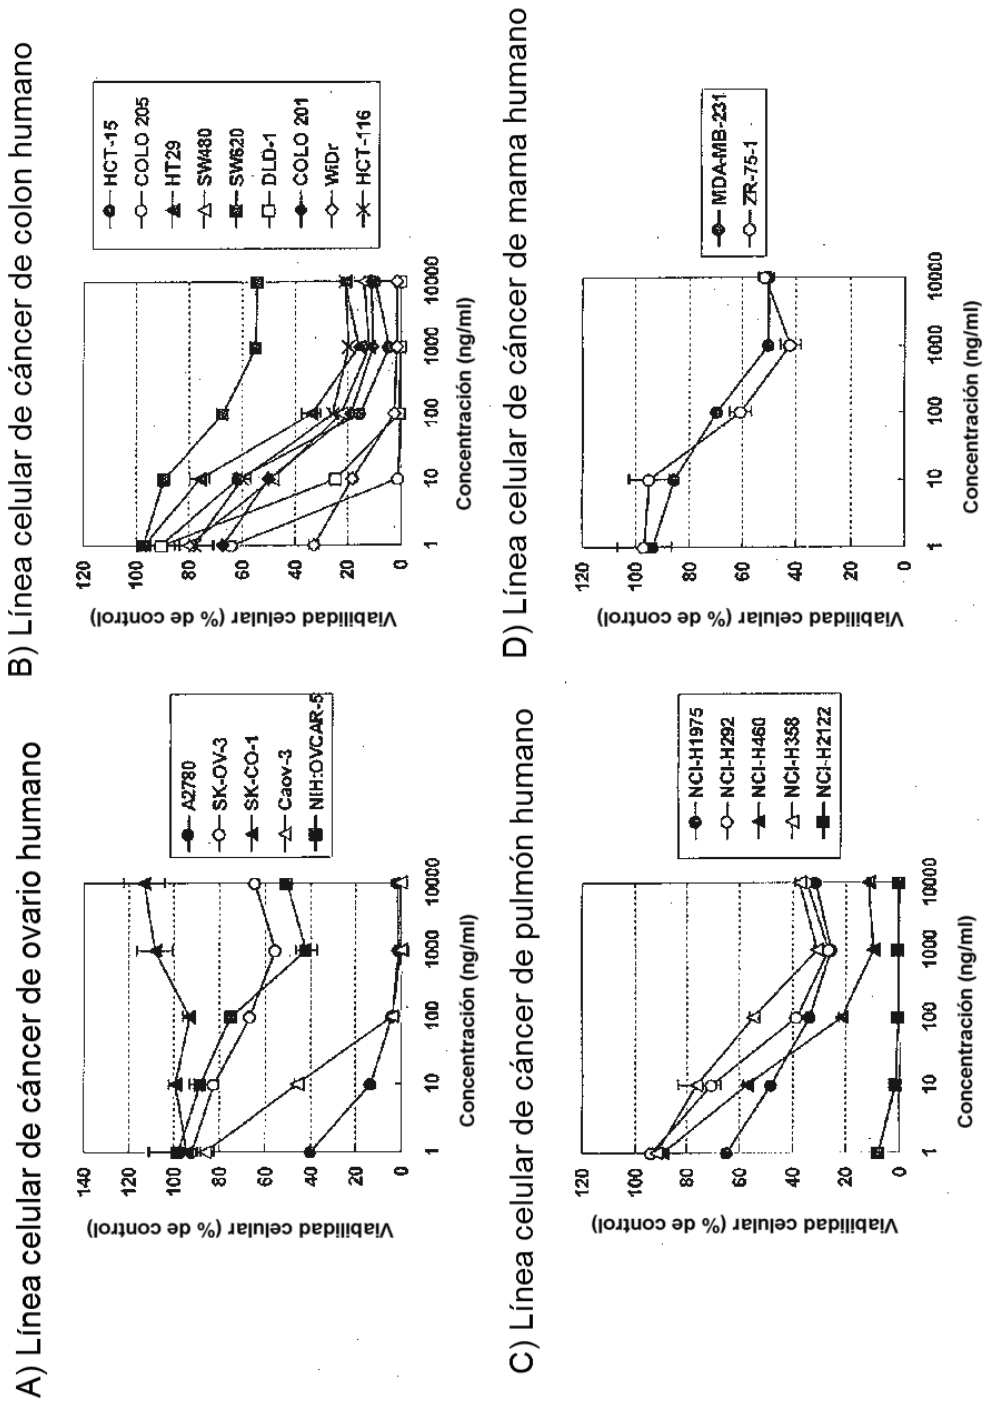 A) Línea celular de cáncer de ovario humano
Viabilidad celular (% de control)
140
120
100
80
60
40
20
0
1
10
100
1000
10000
Concentración (ng/ml)
A2780
SK-OV-3
SK-CO-1
Caov-3
NIH:OVCAR-5
B) Línea celular de cáncer de colon humano
Viabilidad celular (% de control)
120
100
80
60
40
20
0
1
10
100
1000
10000
Concentración (ng/ml)
HCT-15
COLO 205
HT29
SW480
SW620
DLD-1
COLO 201
WiDr
HCT-116
C) Línea celular de cáncer de pulmón humano
Viabilidad celular (% de control)
120
100
80
60
40
20
0
1
10
100
1000
10000
Concentración (ng/ml)
NCI-H1975
NCI-H292
NCI-H460
NCI-H358
NCI-H2122
D) Línea celular de cáncer de mama humano
Viabilidad celular (% de control)
120
100
80
60
40
20
0
1
10
100
1000
10000
Concentración (ng/ml)
MDA-MB-231
ZR-75-1